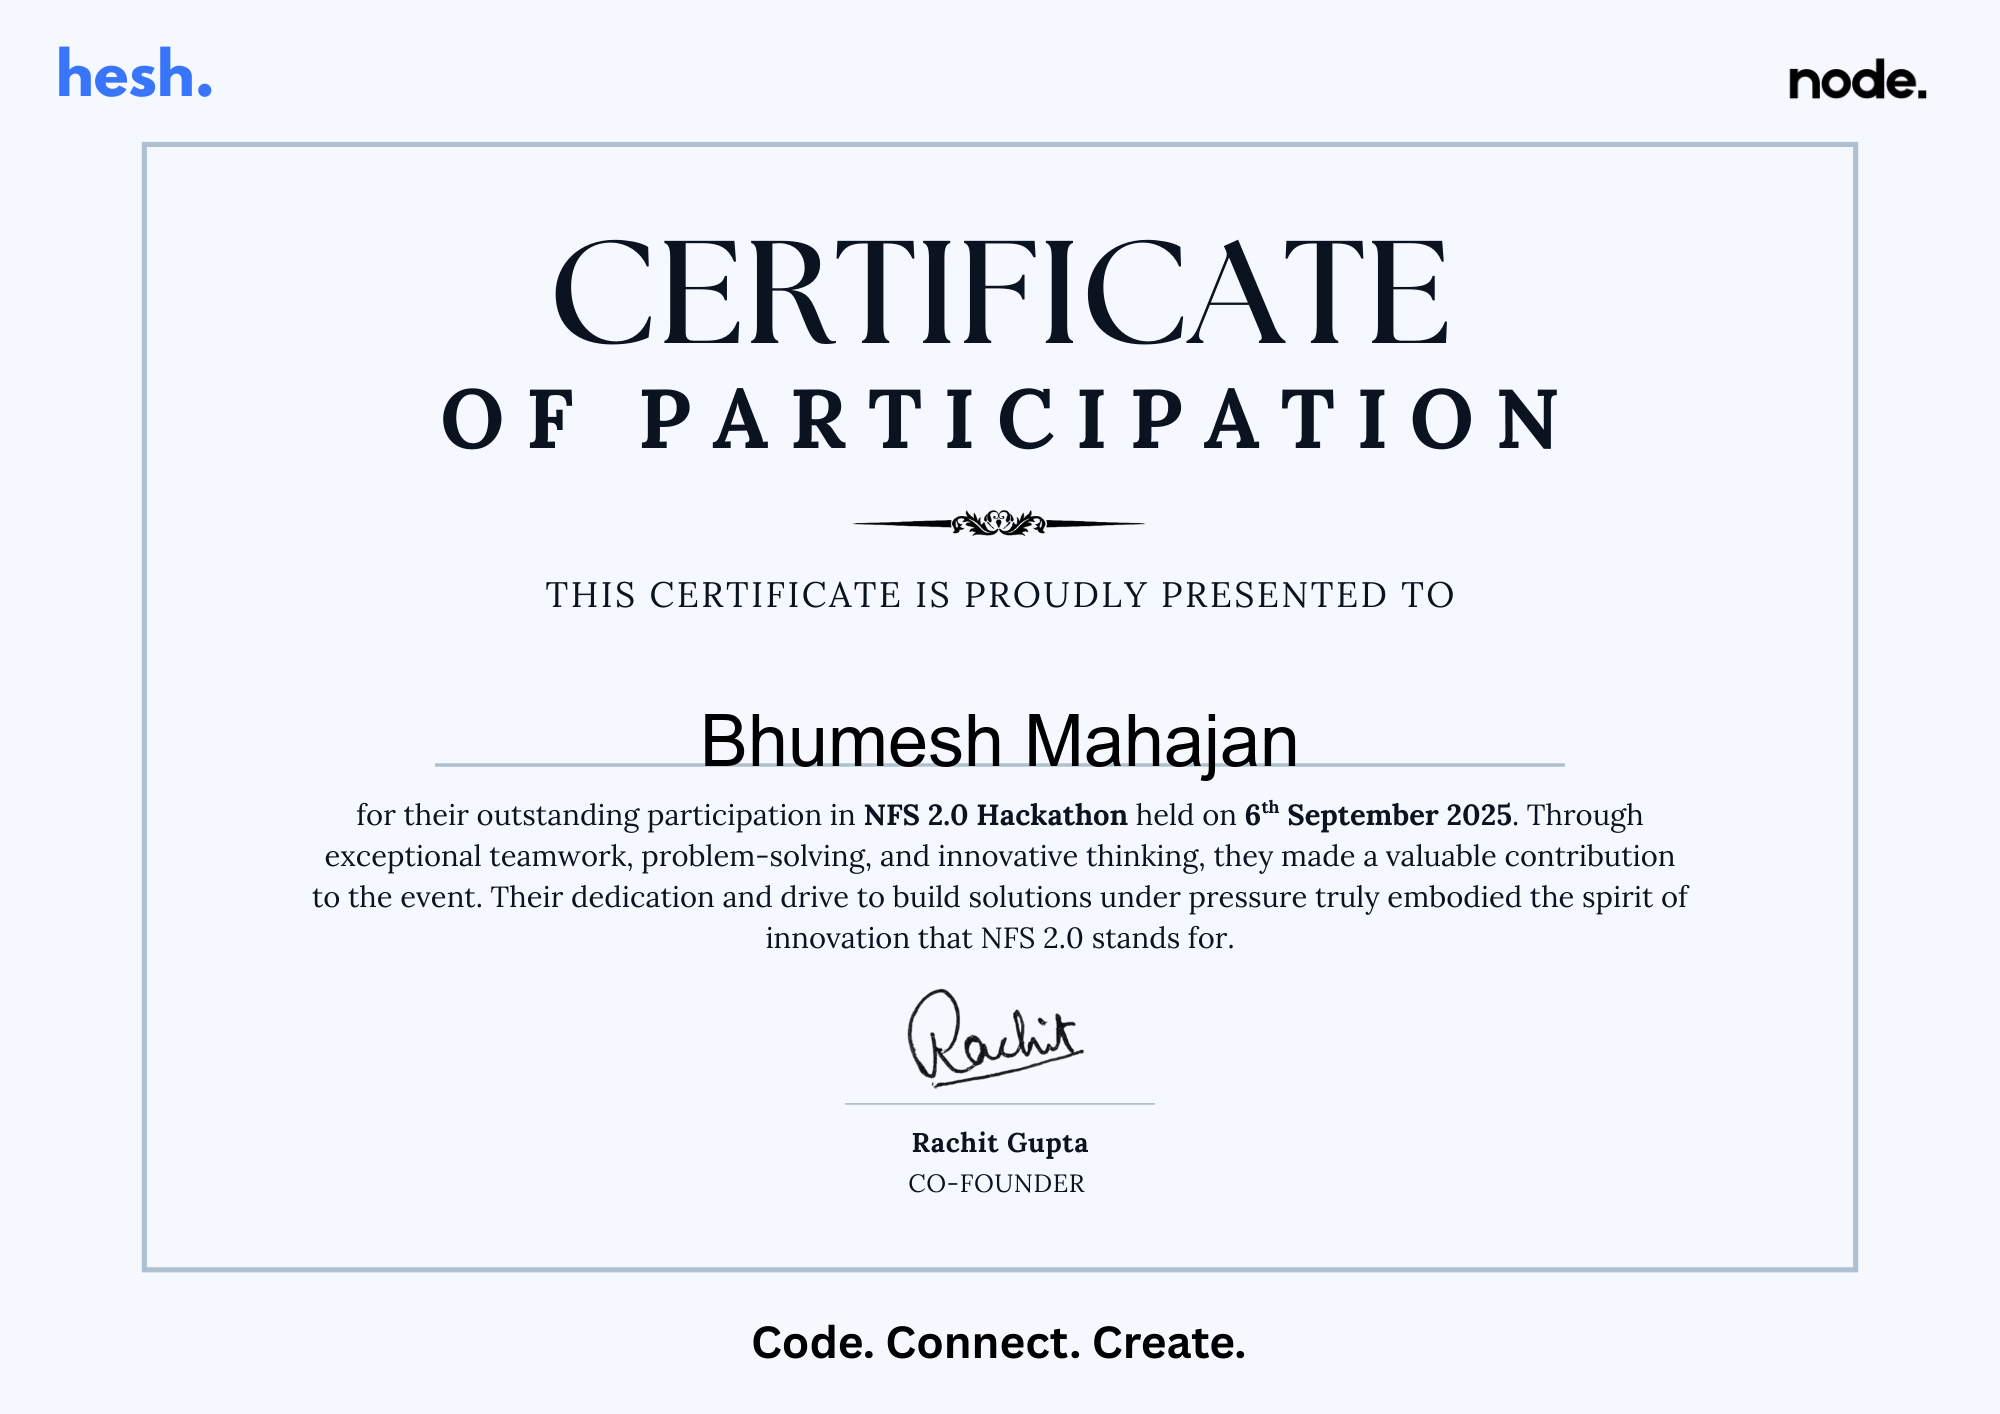 hesh.
node.
CERTIFICATE
OF PARTICIPATION
THIS CERTIFICATE IS PROUDLY PRESENTED TO
Bhumesh Mahajan
for their outstanding participation in NFS 2.0 Hackathon held on 6th September 2025. Through
exceptional teamwork, problem-solving, and innovative thinking, they made a valuable contribution
to the event. Their dedication and drive to build solutions under pressure truly embodied the spirit of
innovation that NFS 2.0 stands for.
Rachit
Rachit Gupta
CO-FOUNDER
Code. Connect. Create.